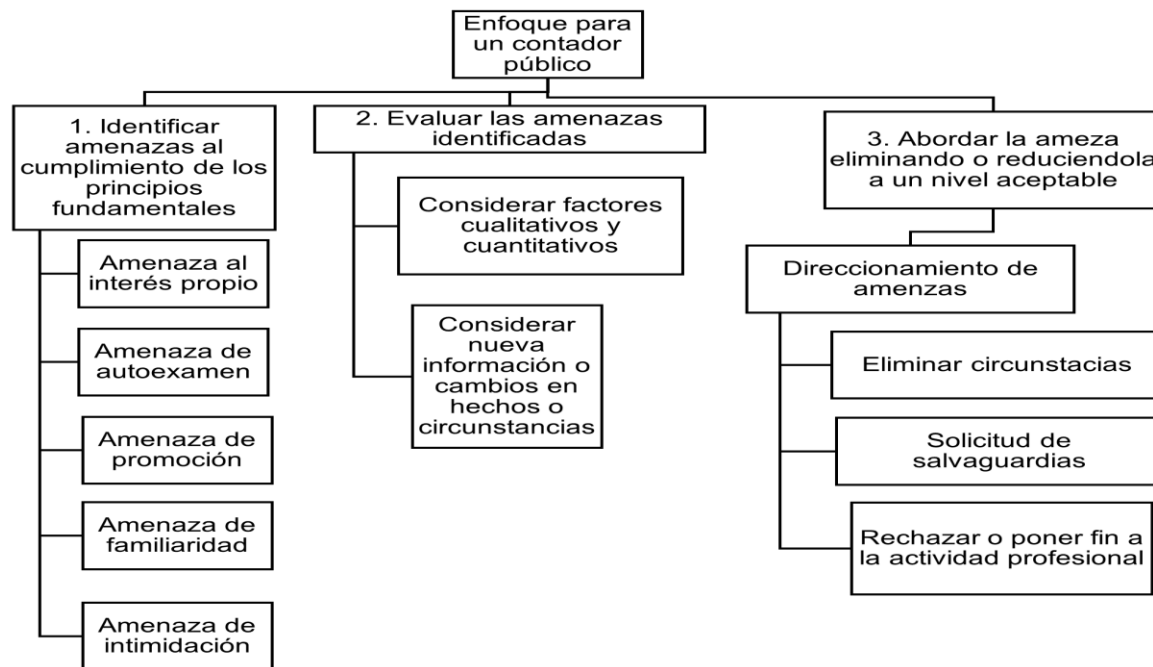 Enfoque para
un contador
público
1. Identificar
amenazas al
cumplimiento de los
principios
fundamentales
Amenaza al
interés propio
Amenaza de
autoexamen
Amenaza de
promoción
Amenaza de
familiaridad
Amenaza de
intimidación
2. Evaluar las amenazas
identificadas
Considerar factores
cualitativos y
cuantitativos
Considerar
nueva
información o
cambios en
hechos o
circunstancias
3. Abordar la ameza
eliminando o reduciendola
a un nivel aceptable
Direccionamiento de
amenzas
Eliminar circunstacias
Solicitud de
salvaguardias
Rechazar o poner fin a
la actividad profesional